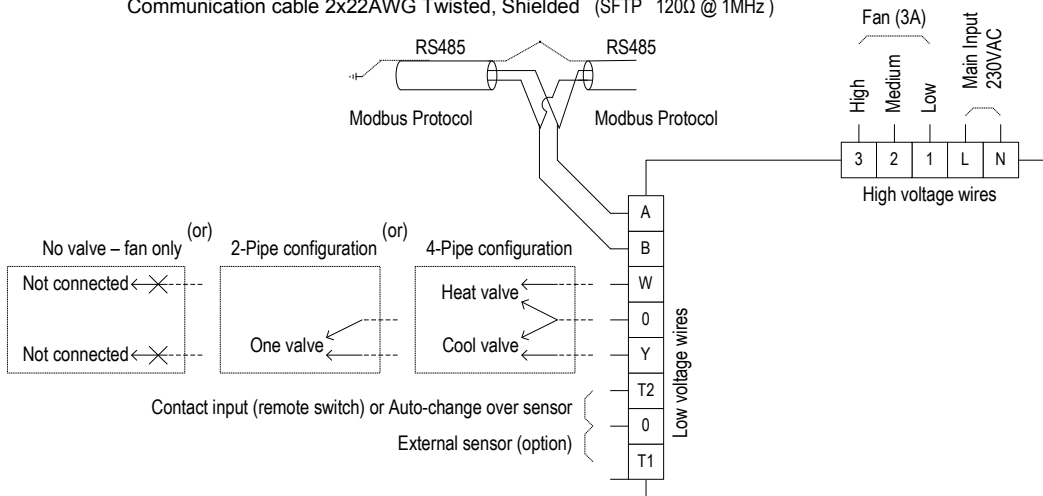 Communication cable 2x22AWG Twisted, Shielded (SFTP 120Ω @ 1MHz )
Fan (3A)
Main Input
230VAC
High
Medium
Low
RS485
RS485
Modbus Protocol
Modbus Protocol
3 2 1 L N
High voltage wires
A
B
W
0
Y
T2
0
T1
Low voltage wires
No valve – fan only
(or)
2-Pipe configuration
(or)
4-Pipe configuration
Not connected
Not connected
One valve
Heat valve
Cool valve
Contact input (remote switch) or Auto-change over sensor
External sensor (option)